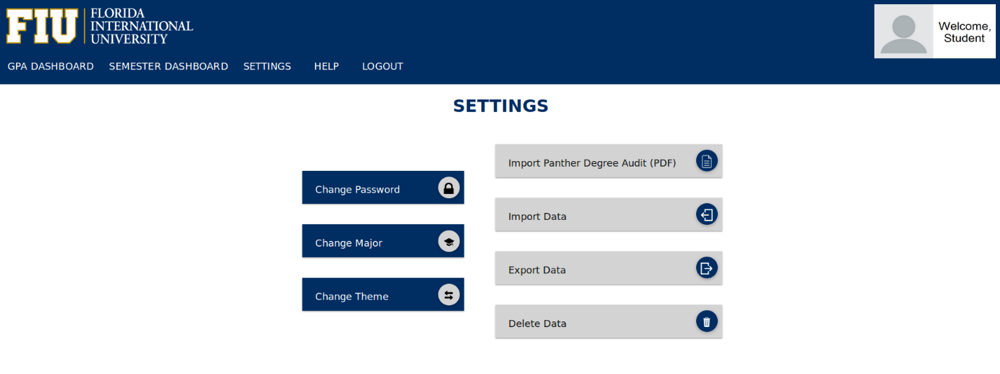 FIU
FLORIDA
INTERNATIONAL
UNIVERSITY
Welcome,
Student
GPA DASHBOARD SEMESTER DASHBOARD SETTINGS HELP LOGOUT
SETTINGS
Change Password
Change Major
Change Theme
Import Panther Degree Audit (PDF)
Import Data
Export Data
Delete Data